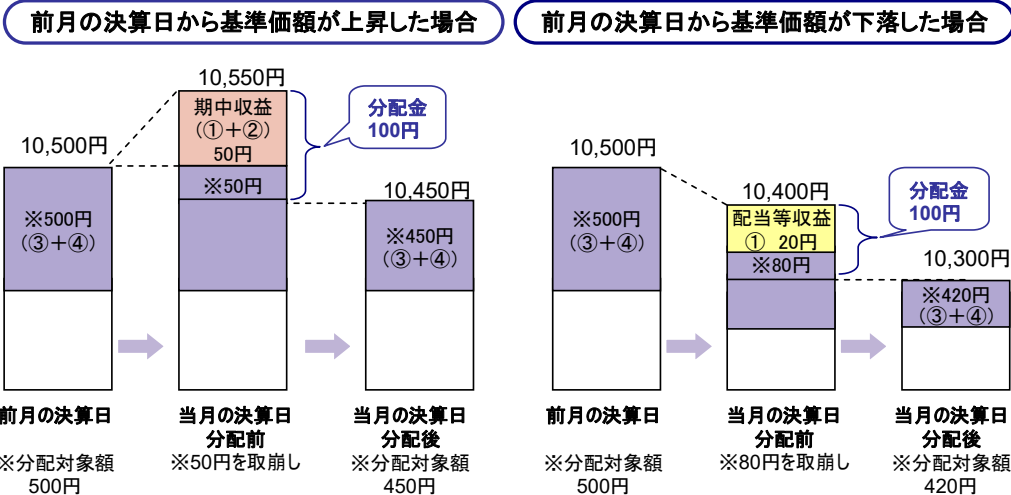 前月の決算日から基準価額が上昇した場合
10,550円
期中収益
（①＋②）
50円
分配金
100円
10,500円
※50円
10,450円
※500円
（③＋④）
※450円
（③＋④）
前月の決算日
当月の決算日
分配前
当月の決算日
分配後
※分配対象額
500円
※50円を取崩し
※分配対象額
450円
前月の決算日から基準価額が下落した場合
10,500円
10,400円
分配金
100円
配当等収益
① 20円
※500円
（③＋④）
※80円
10,300円
※420円
（③＋④）
前月の決算日
当月の決算日
分配前
当月の決算日
分配後
※分配対象額
500円
※80円を取崩し
※分配対象額
420円